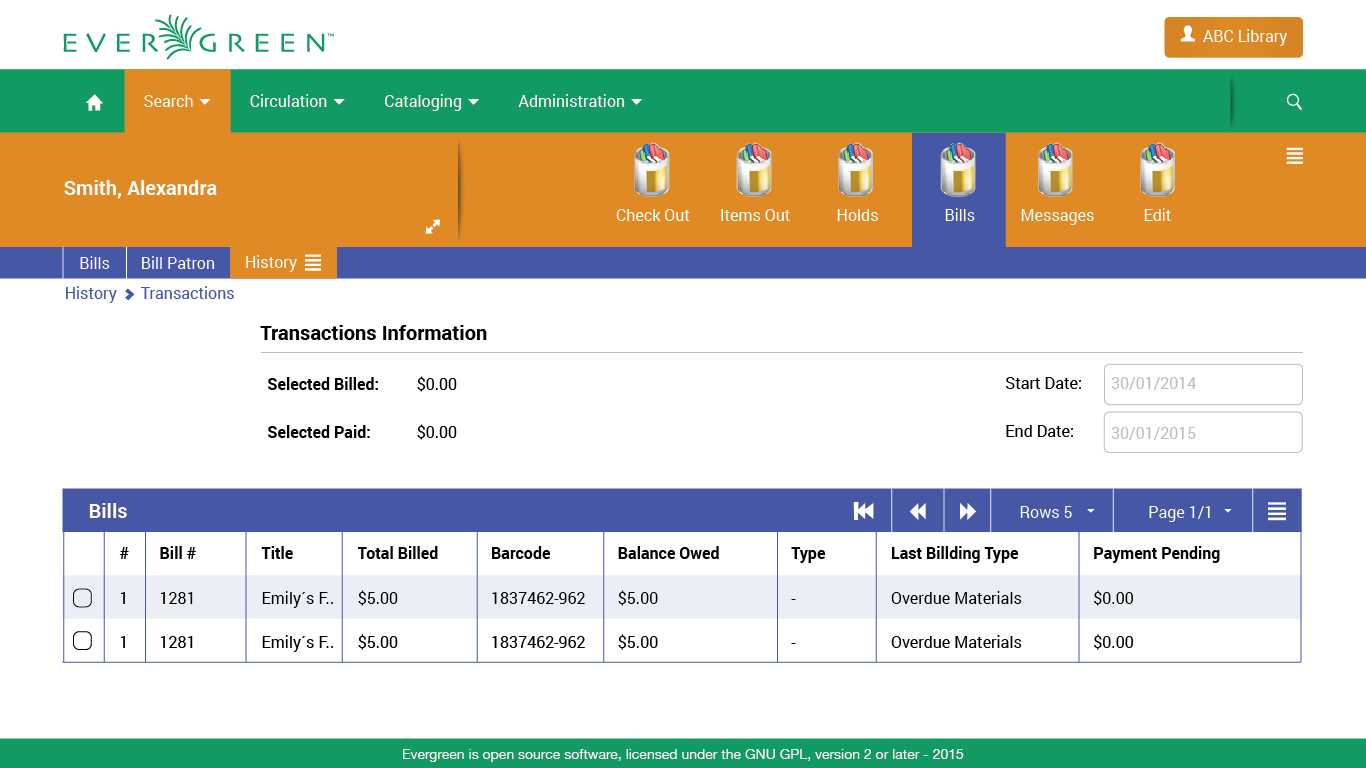 EVERGREEN™
ABC Library
Search Circulation Cataloging Administration
Smith, Alexandra
Check Out Items Out Holds Bills Messages Edit
Bills Bill Patron History
History Transactions
Transactions Information
Selected Billed: $0.00 Start Date: 30/01/2014
Selected Paid: $0.00 End Date: 30/01/2015
Bills Rows 5 Page 1/1
# Bill # Title Total Billed Barcode Balance Owed Type Last Billding Type Payment Pending
1 1281 Emily´s F.. $5.00 1837462-962 $5.00 - Overdue Materials $0.00
1 1281 Emily´s F.. $5.00 1837462-962 $5.00 - Overdue Materials $0.00
Evergreen is open source software, licensed under the GNU GPL, version 2 or later - 2015